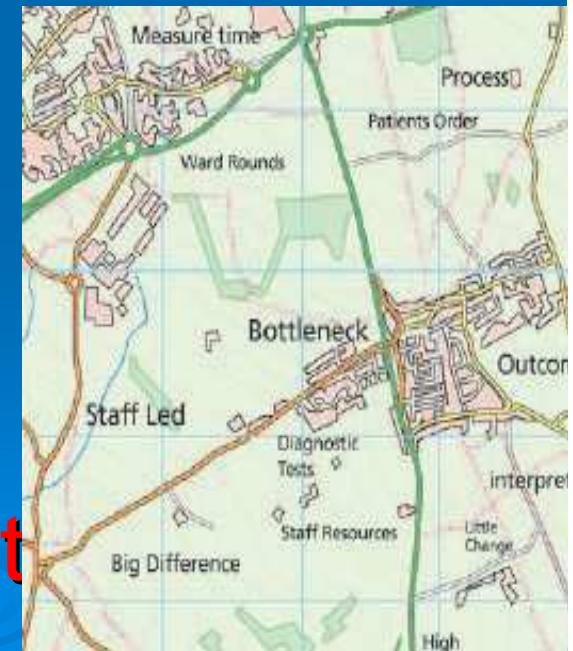 Measure time
Process
Patients Order
Ward Rounds
Bottleneck
Outcor
Staff Led
Diagnostic
Tests
interpret
Staff Resources
Little
Change
Big Difference
t
High